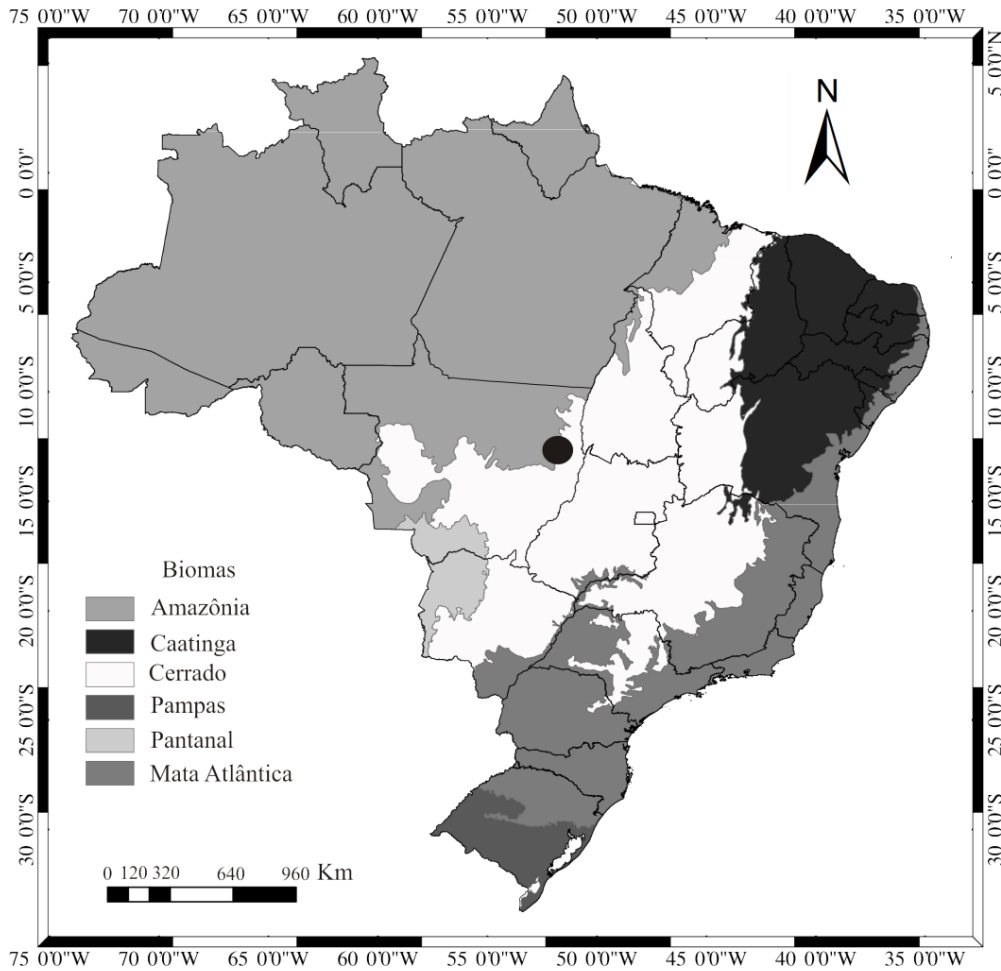 75 0'0"W 70 0'0"W 65 0'0"W 60 0'0"W 55 0'0"W 50 0'0"W 45 0'0"W 40 0'0"W 35 0'0"W
5 0'0"N
N
0 0'0" 0 0'0"
5 0'0"S 5 0'0"S
10 0'0"S 10 0'0"S
15 0'0"S 15 0'0"S
Biomas
Amazônia
20 0'0"S 20 0'0"S
Caatinga
Cerrado
Pampas
25 0'0"S 25 0'0"S
Pantanal
Mata Atlântica
30 0'0"S 30 0'0"S
0 120 320 640 960 Km
75 0'0"W 70 0'0"W 65 0'0"W 60 0'0"W 55 0'0"W 50 0'0"W 45 0'0"W 40 0'0"W 35 0'0"W